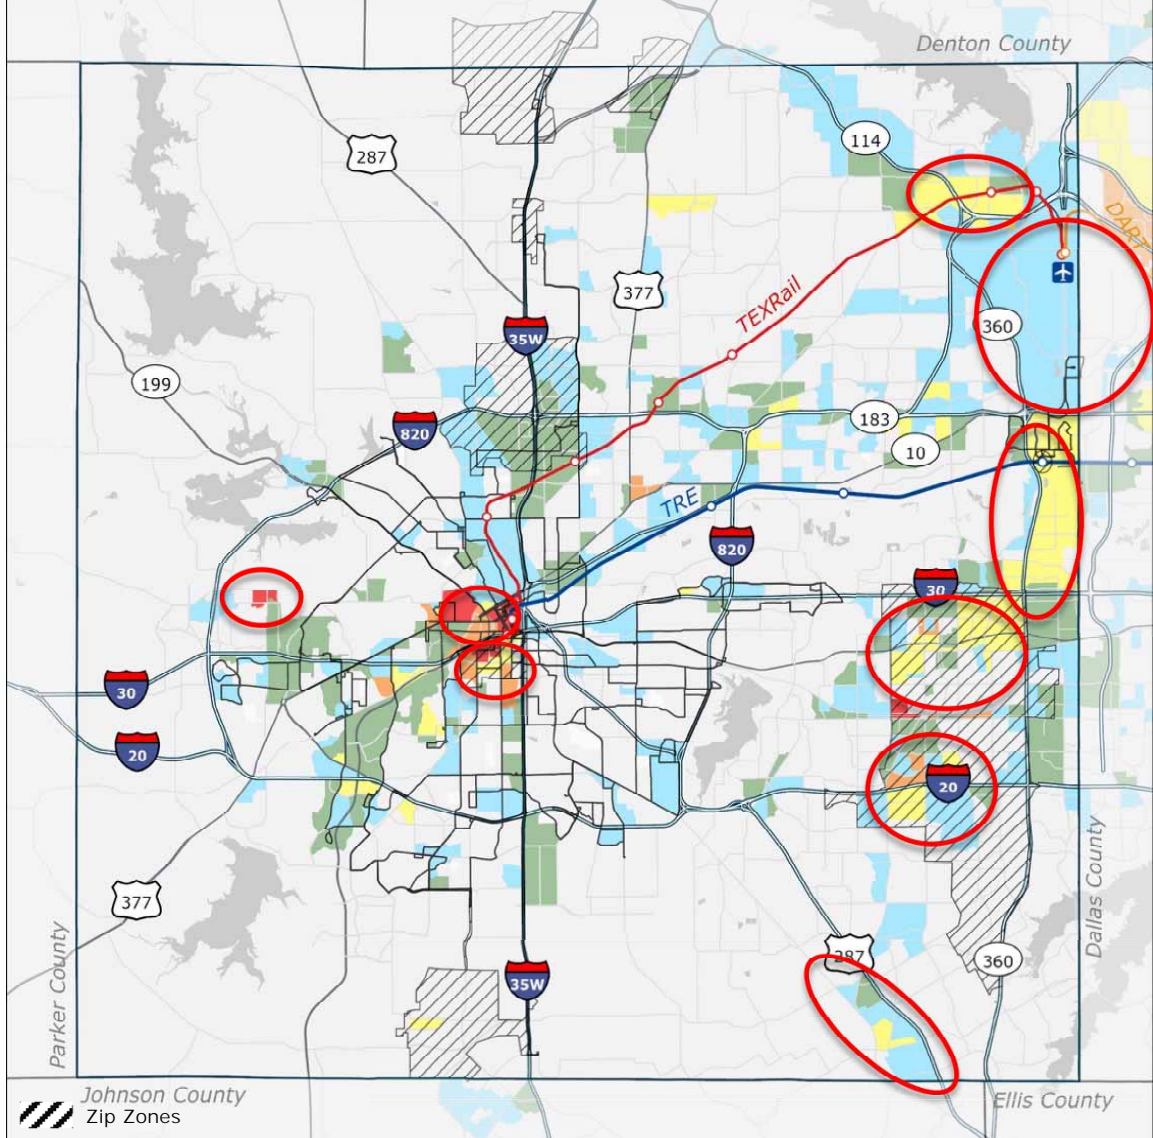 Denton County
114
287
DART
377
TEXRail
360
35W
199
820
183
10
TRE
820
30
30
20
20
377
Dallas County
287
360
35W
Parker County
Johnson County
Ellis County
Zip Zones